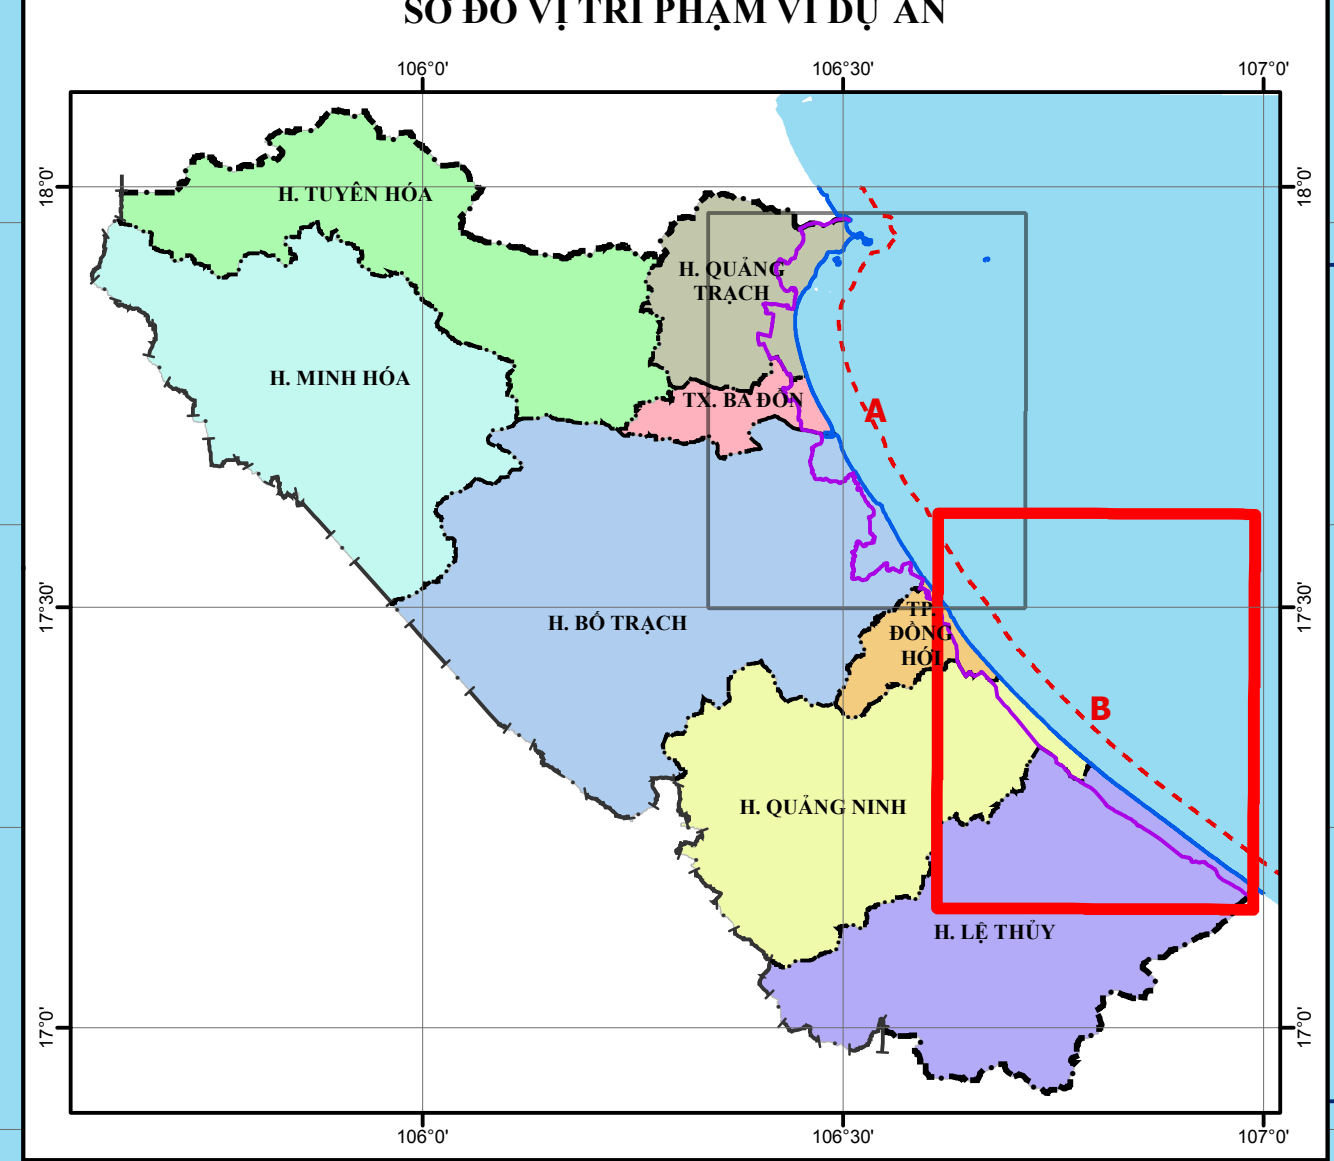 SƠ ĐỒ VỊ TRÍ PHẠM VI DỰ ÁN
106°0'
106°30'
107°0'
18°0'
18°0'
H. TUYÊN HÓA
H. QUẢNG
TRẠCH
H. MINH HÓA
TX. BA ĐỒN
A
17°30'
17°30'
H. BỐ TRẠCH
TP.
ĐỒNG
HỚI
B
H. QUẢNG NINH
H. LỆ THỦY
17°0'
17°0'
106°0'
106°30'
107°0'